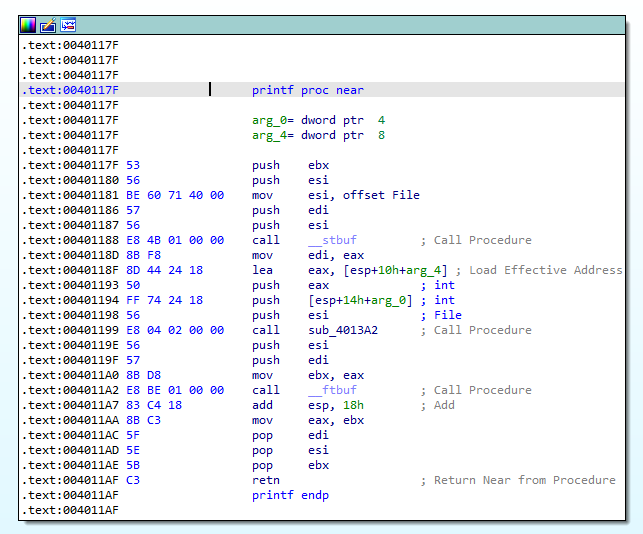 .text:0040117F
.text:0040117F
.text:0040117F
.text:0040117F printf proc near
.text:0040117F
.text:0040117F arg_0= dword ptr  4
.text:0040117F arg_4= dword ptr  8
.text:0040117F
.text:0040117F 53 push ebx
.text:00401180 56 push esi
.text:00401181 BE 60 71 40 00 mov esi, offset File
.text:00401186 57 push edi
.text:00401187 56 push esi
.text:00401188 E8 4B 01 00 00 call __stbuf ; Call Procedure
.text:0040118D 8B F8 mov edi, eax
.text:0040118F 8D 44 24 18 lea eax, [esp+10h+arg_4] ; Load Effective Address
.text:00401193 50 push eax ; int
.text:00401194 FF 74 24 18 push [esp+14h+arg_0] ; int
.text:00401198 56 push esi ; File
.text:00401199 E8 04 02 00 00 call sub_4013A2 ; Call Procedure
.text:0040119E 56 push esi
.text:0040119F 57 push edi
.text:004011A0 8B D8 mov ebx, eax
.text:004011A2 E8 BE 01 00 00 call __ftbuf ; Call Procedure
.text:004011A7 83 C4 18 add esp, 18h ; Add
.text:004011AA 8B C3 mov eax, ebx
.text:004011AC 5F pop edi
.text:004011AD 5E pop esi
.text:004011AE 5B pop ebx
.text:004011AF C3 retn ; Return Near from Procedure
.text:004011AF printf endp
.text:004011AF